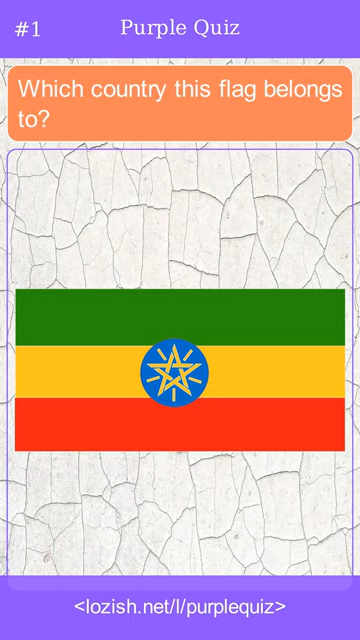 #1
Purple Quiz
Which country this flag belongs
to?
<lozish.net/l/purplequiz>